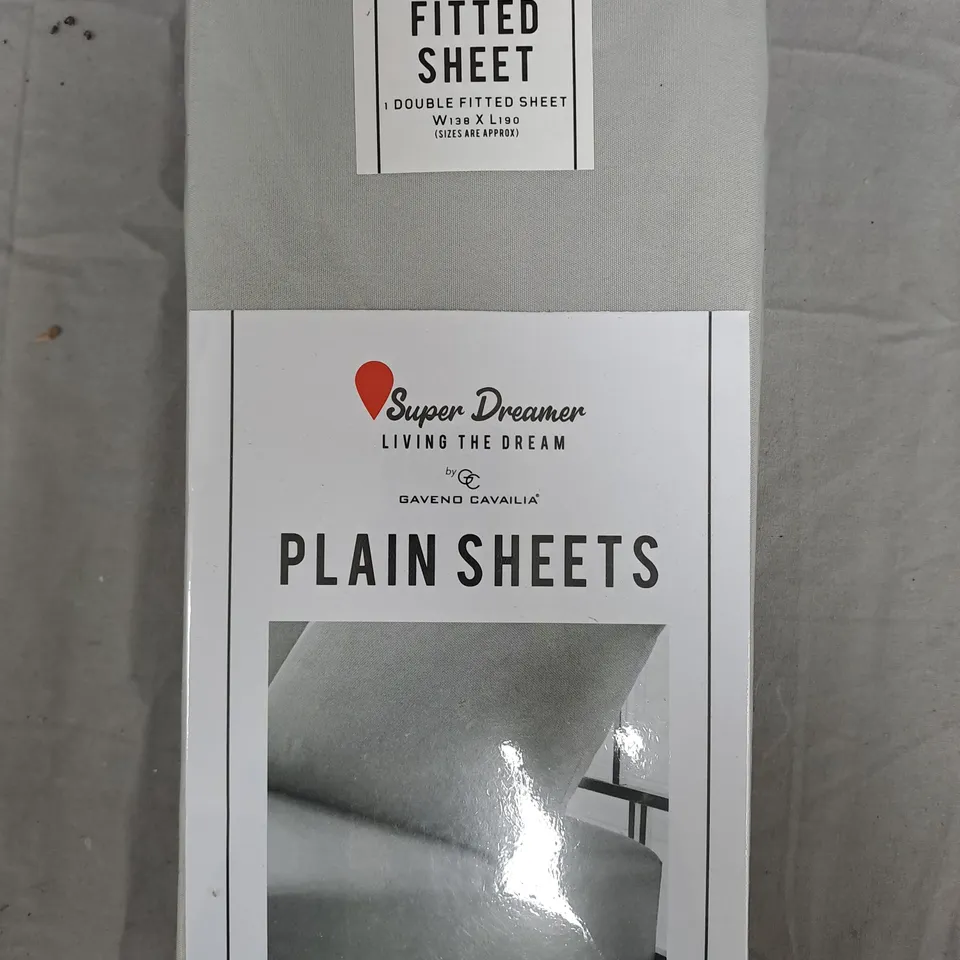 FITTED
SHEET
1 DOUBLE FITTED SHEET
W138 X L190
(SIZES ARE APPROX)
Super Dreamer
LIVING THE DREAM
by GC
GAVENO CAVAILIA®
PLAIN SHEETS